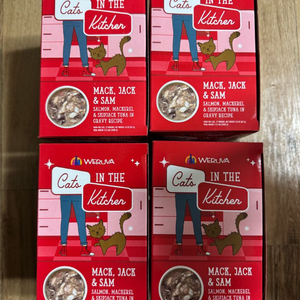 Cats IN THE
Kitchen
MACK, JACK
& SAM
SALMON, MACKEREL
& SKIPJACK TUNA IN
GRAVY RECIPE
Cats IN THE
Kitchen
MACK, JACK
& SAM
SALMON, MACKEREL
& SKIPJACK TUNA IN
GRAVY RECIPE
WERUVA
Cats IN THE
Kitchen
MACK, JACK
& SAM
SALMON, MACKEREL
& SKIPJACK TUNA IN
WERUVA
Cats IN THE
Kitchen
MACK, JACK
& SAM
SALMON, MACKEREL
& SKIPJACK TUNA IN